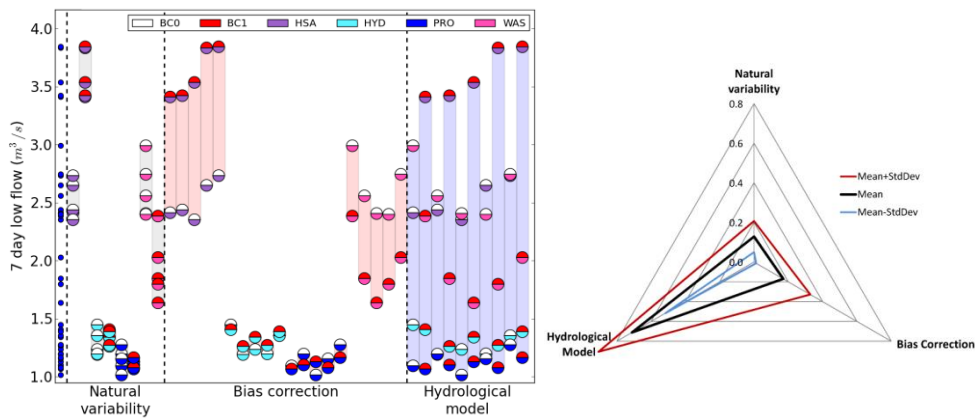 BC0 BC1 HSA HYD PRO WAS
4.0
3.5
3.0
2.5
2.0
1.5
1.0
7 day low flow (m³/s)
Natural
variability
Bias correction
Hydrological
model
Natural
variability
0.8
0.6
0.4
0.2
0.0
Mean+StdDev
Mean
Mean-StdDev
Hydrological
Model
Bias Correction